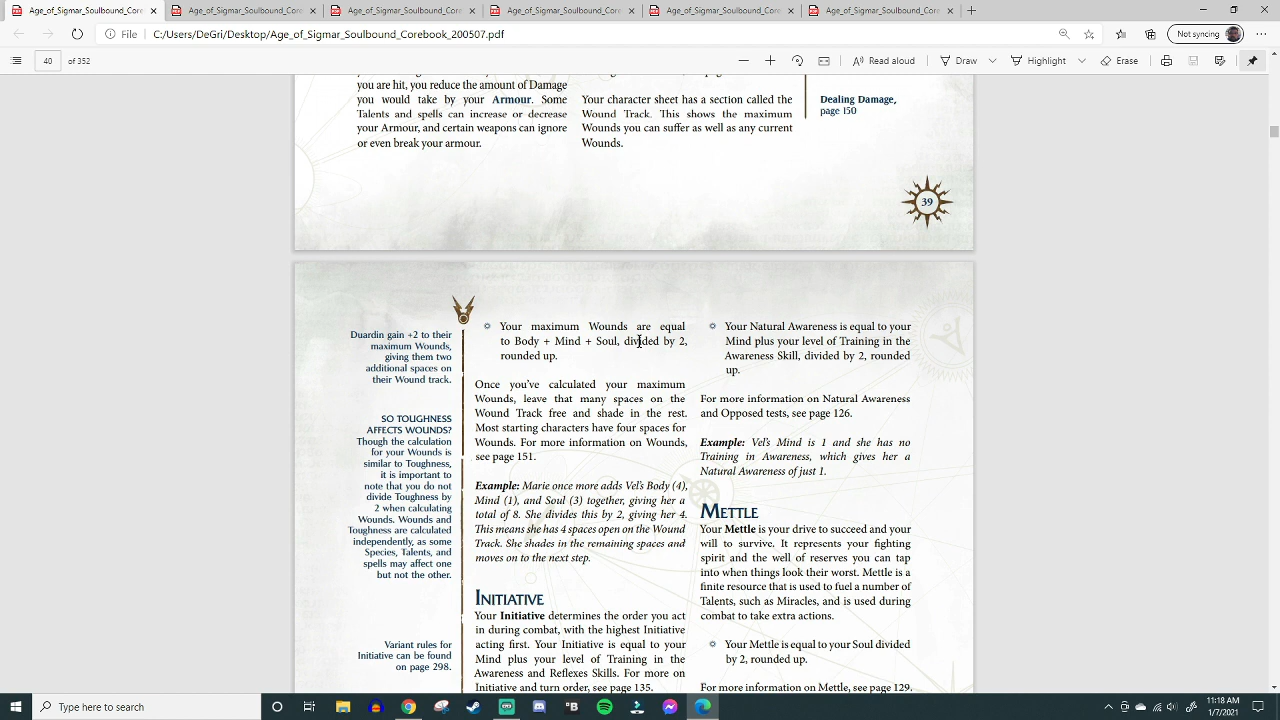 Age_of_Sigmar_Soulbound_Core
Age_of_Sigmar_Soulbound_Core
Age_of_Sigmar_Soulbound_Core
Age_of_Sigmar_Soulbound_Core
Age_of_Sigmar_Soulbound_Core
Age_of_Sigmar_Soulbound_Core
File
C:/Users/DeGri/Desktop/Age_of_Sigmar_Soulbound_Corebook_200507.pdf
Not syncing
40 of 352
Read aloud
Draw
Highlight
you are hit, you reduce the amount of Damage
you would take by your Armour. Some
Talents and spells can increase or decrease
your Armour, and certain weapons can ignore
or even break your armour.
Your character sheet has a section called the
Wound Track. This shows the maximum
Wounds you can suffer as well as any current
Wounds.
Dealing Damage,
page 150
39
Duardin gain +2 to their
maximum Wounds,
giving them two
additional spaces on
their Wound track.
SO TOUGHNESS
AFFECTS WOUNDS?
Though the calculation
for your Wounds is
similar to Toughness,
it is important to
note that you do not
divide Toughness by
2 when calculating
Wounds. Wounds and
Toughness are calculated
independently, as some
Species, Talents, and
spells may affect one
but not the other.
Variant rules for
Initiative can be found
on page 298.
Your maximum Wounds are equal
to Body + Mind + Soul, divided by 2,
rounded up.
Once you've calculated your maximum
Wounds, leave that many spaces on the
Wound Track free and shade in the rest.
Most starting characters have four spaces for
Wounds. For more information on Wounds,
see page 151.
Example: Marie once more adds Vel's Body (4),
Mind (1), and Soul (3) together, giving her a
total of 8. She divides this by 2, giving her 4.
This means she has 4 spaces open on the Wound
Track. She shades in the remaining spaces and
moves on to the next step.
INITIATIVE
Your Initiative determines the order you act
in during combat, with the highest Initiative
acting first. Your Initiative is equal to your
Mind plus your level of Training in the
Awareness and Reflexes Skills. For more on
Initiative and turn order, see page 135.
Your Natural Awareness is equal to your
Mind plus your level of Training in the
Awareness Skill, divided by 2, rounded
up.
For more information on Natural Awareness
and Opposed tests, see page 126.
Example: Vel's Mind is 1 and she has no
Training in Awareness, which gives her a
Natural Awareness of just 1.
METTLE
Your Mettle is your drive to succeed and your
will to survive. It represents your fighting
spirit and the well of reserves you can tap
into when things look their worst. Mettle is a
finite resource that is used to fuel a number of
Talents, such as Miracles, and is used during
combat to take extra actions.
Your Mettle is equal to your Soul divided
by 2, rounded up.
For more information on Mettle, see page 129.
Type here to search
11:18 AM
1/7/2021